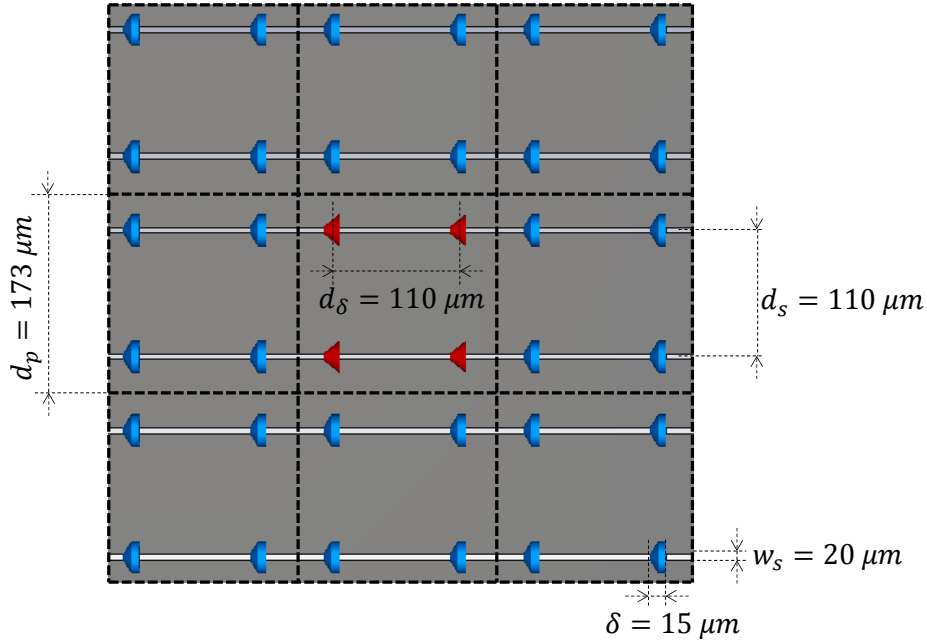 d_p = 173 μm
d_δ = 110 μm
d_s = 110 μm
w_s = 20 μm
δ = 15 μm